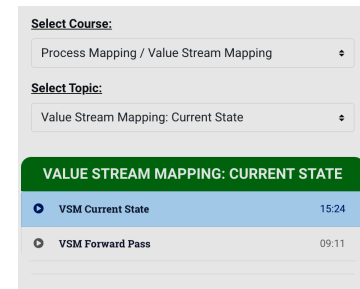 Select Course:
Process Mapping / Value Stream Mapping
Select Topic:
Value Stream Mapping: Current State
VALUE STREAM MAPPING: CURRENT STATE
VSM Current State 15:24
VSM Forward Pass 09:11